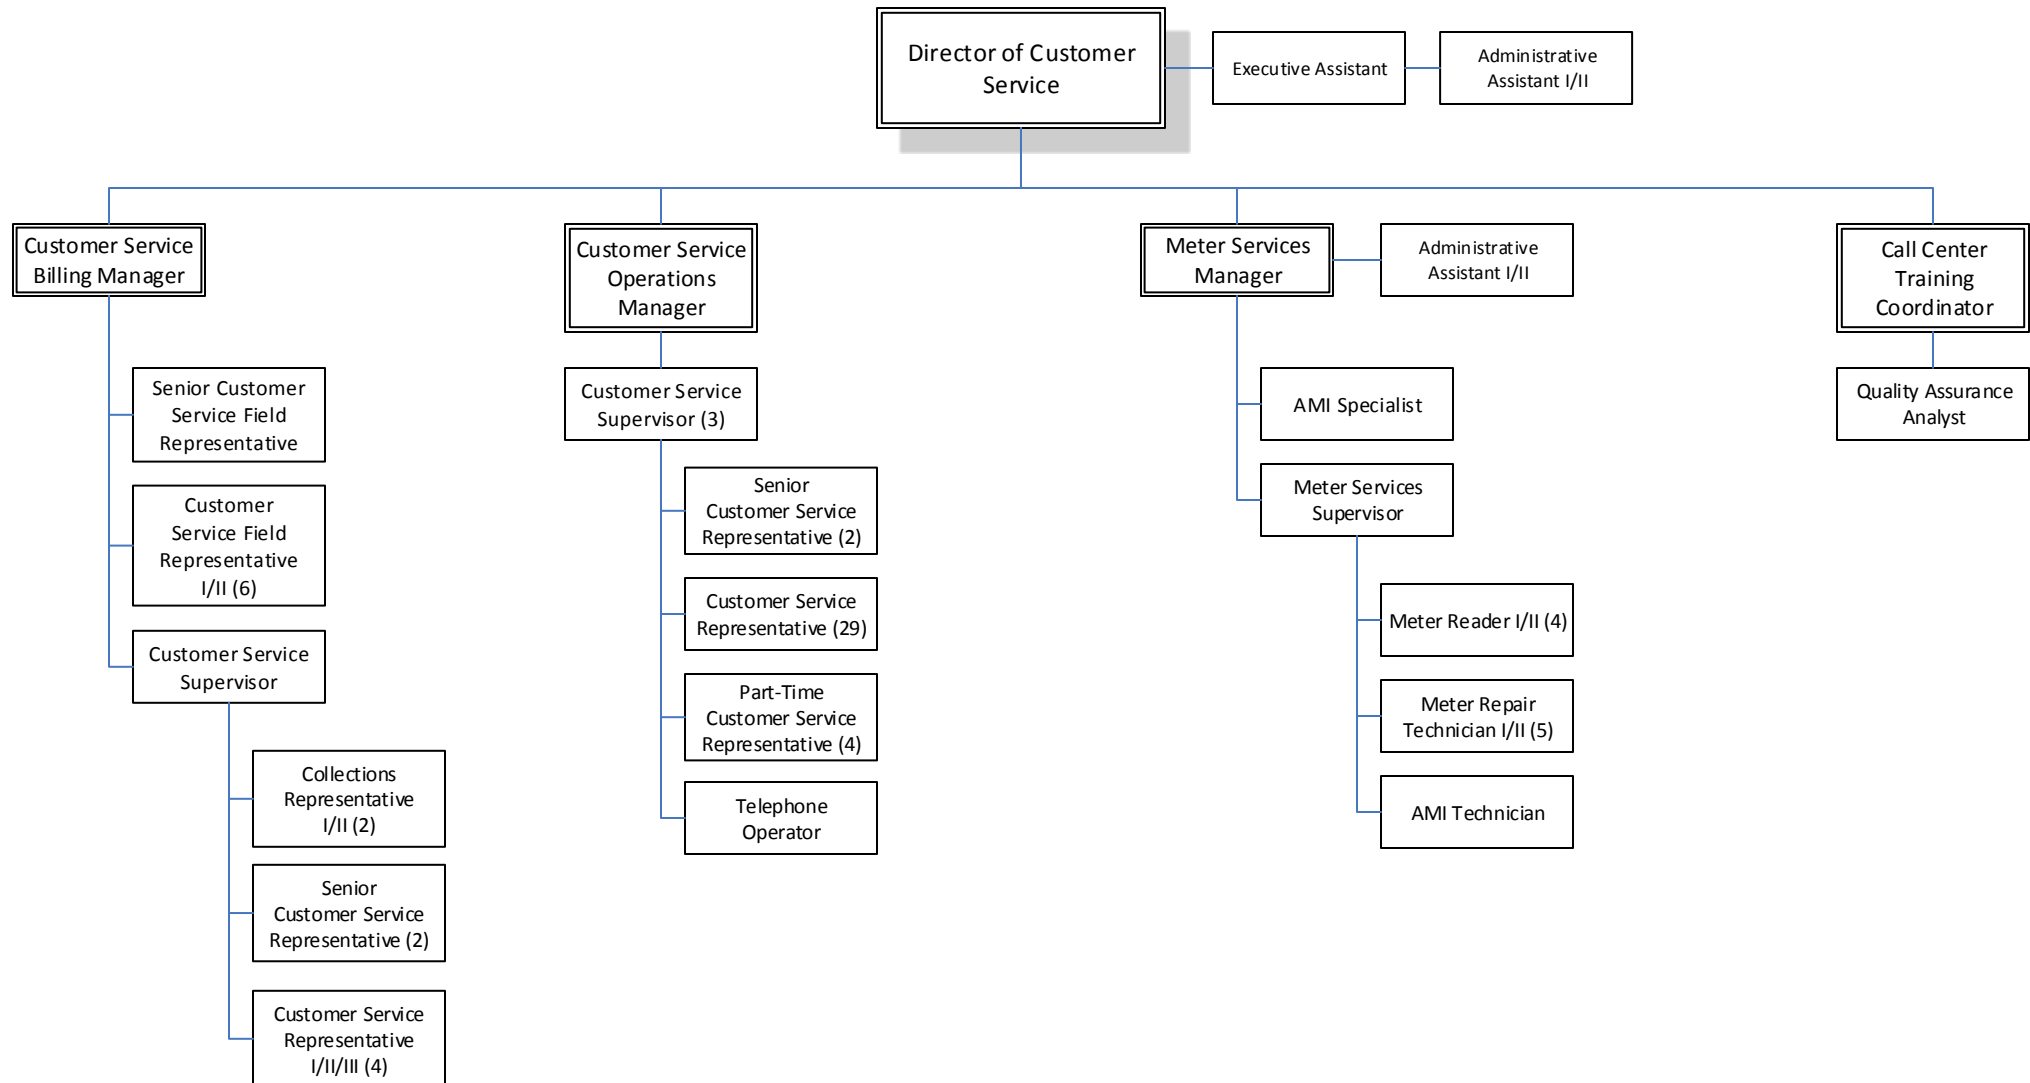 Director of Customer
Service
Executive Assistant
Administrative
Assistant I/II
Customer Service
Billing Manager
Customer Service
Operations
Manager
Meter Services
Manager
Administrative
Assistant I/II
Call Center
Training
Coordinator
Senior Customer
Service Field
Representative
Customer
Service Field
Representative
I/II (6)
Customer Service
Supervisor
Collections
Representative
I/II (2)
Senior
Customer Service
Representative (2)
Customer Service
Representative
I/II/III (4)
Customer Service
Supervisor (3)
Senior
Customer Service
Representative (2)
Customer Service
Representative (29)
Part-Time
Customer Service
Representative (4)
Telephone
Operator
AMI Specialist
Meter Services
Supervisor
Meter Reader I/II (4)
Meter Repair
Technician I/II (5)
AMI Technician
Quality Assurance
Analyst